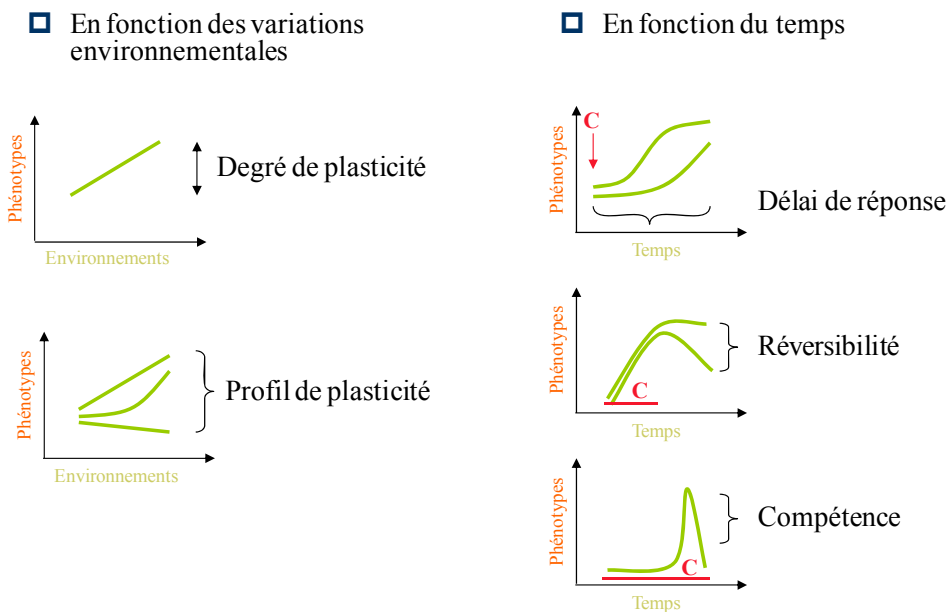 En fonction des variations
environnementales
Phénotypes
Degré de plasticité
Environnements
Phénotypes
Profil de plasticité
Environnements
En fonction du temps
C
Phénotypes
Délai de réponse
Temps
Phénotypes
Réversibilité
C
Temps
Phénotypes
Compétence
C
Temps